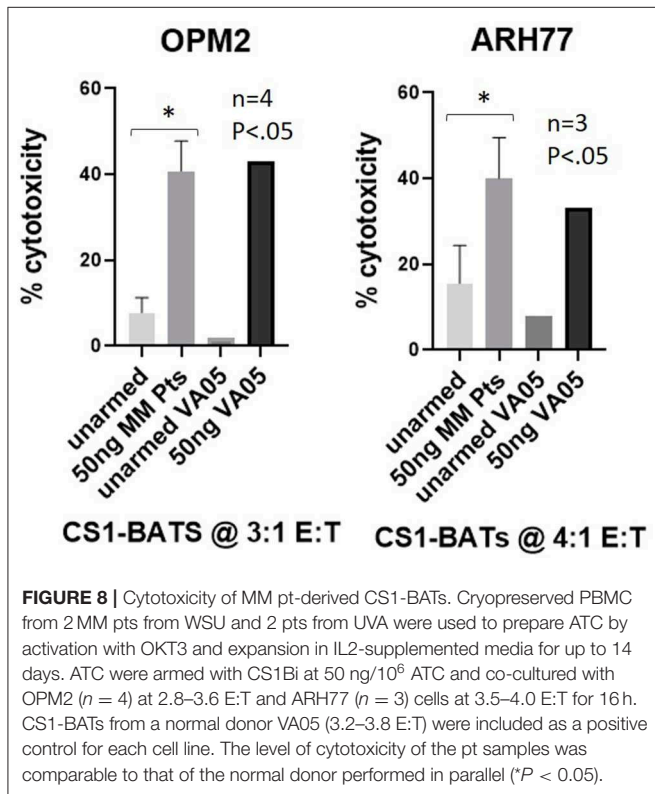 OPM2
60
40
20
0
% cytotoxicity
*
n=4
P<.05
unarmed
50ng MM Pts
unarmed VA05
50ng VA05
CS1-BATS @ 3:1 E:T
ARH77
60
40
20
0
% cytotoxicity
*
n=3
P<.05
unarmed
50ng MM Pts
unarmed VA05
50ng VA05
CS1-BATs @ 4:1 E:T
FIGURE 8 | Cytotoxicity of MM pt-derived CS1-BATs. Cryopreserved PBMC
from 2 MM pts from WSU and 2 pts from UVA were used to prepare ATC by
activation with OKT3 and expansion in IL2-supplemented media for up to 14
days. ATC were armed with CS1Bi at 50 ng/10⁶ ATC and co-cultured with
OPM2 (n = 4) at 2.8–3.6 E:T and ARH77 (n = 3) cells at 3.5–4.0 E:T for 16 h.
CS1-BATs from a normal donor VA05 (3.2–3.8 E:T) were included as a positive
control for each cell line. The level of cytotoxicity of the pt samples was
comparable to that of the normal donor performed in parallel (*P < 0.05).